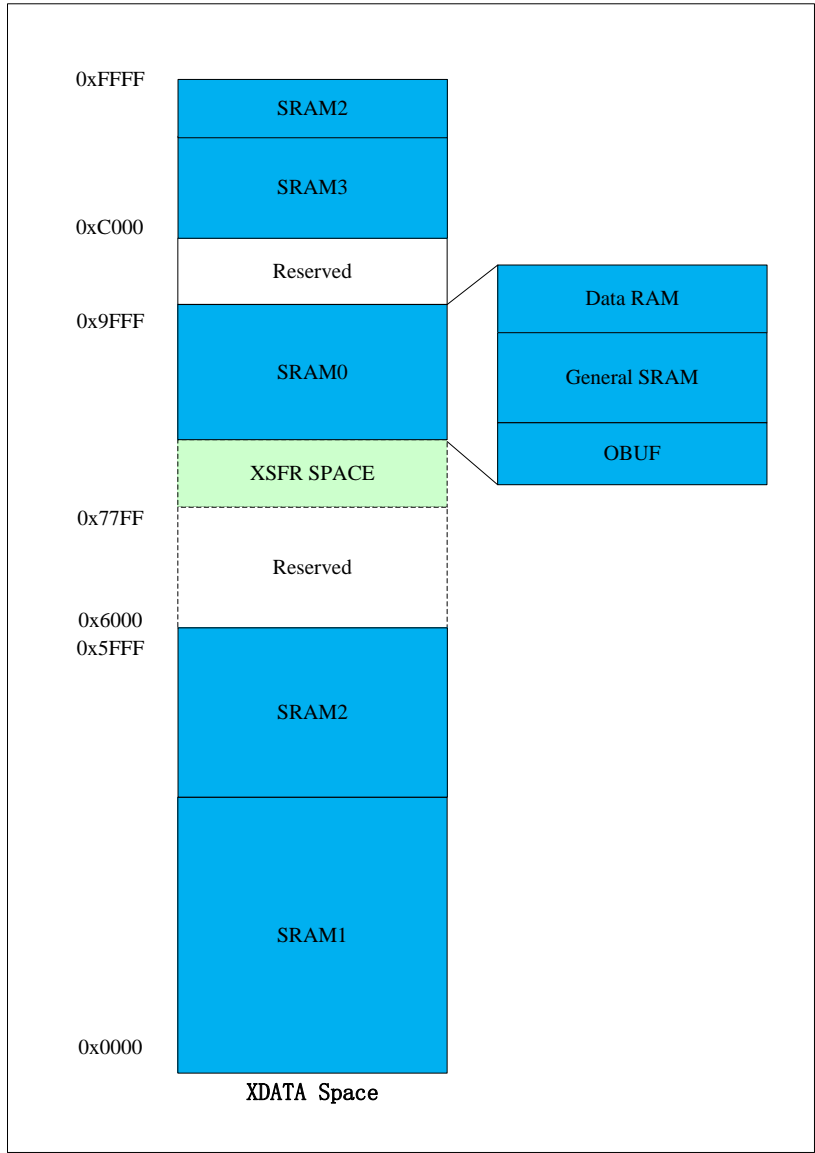 0xFFFF
SRAM2
SRAM3
0xC000
Reserved
0x9FFF
SRAM0
Data RAM
General SRAM
OBUF
XSFR SPACE
0x77FF
Reserved
0x6000
0x5FFF
SRAM2
SRAM1
0x0000
XDATA Space